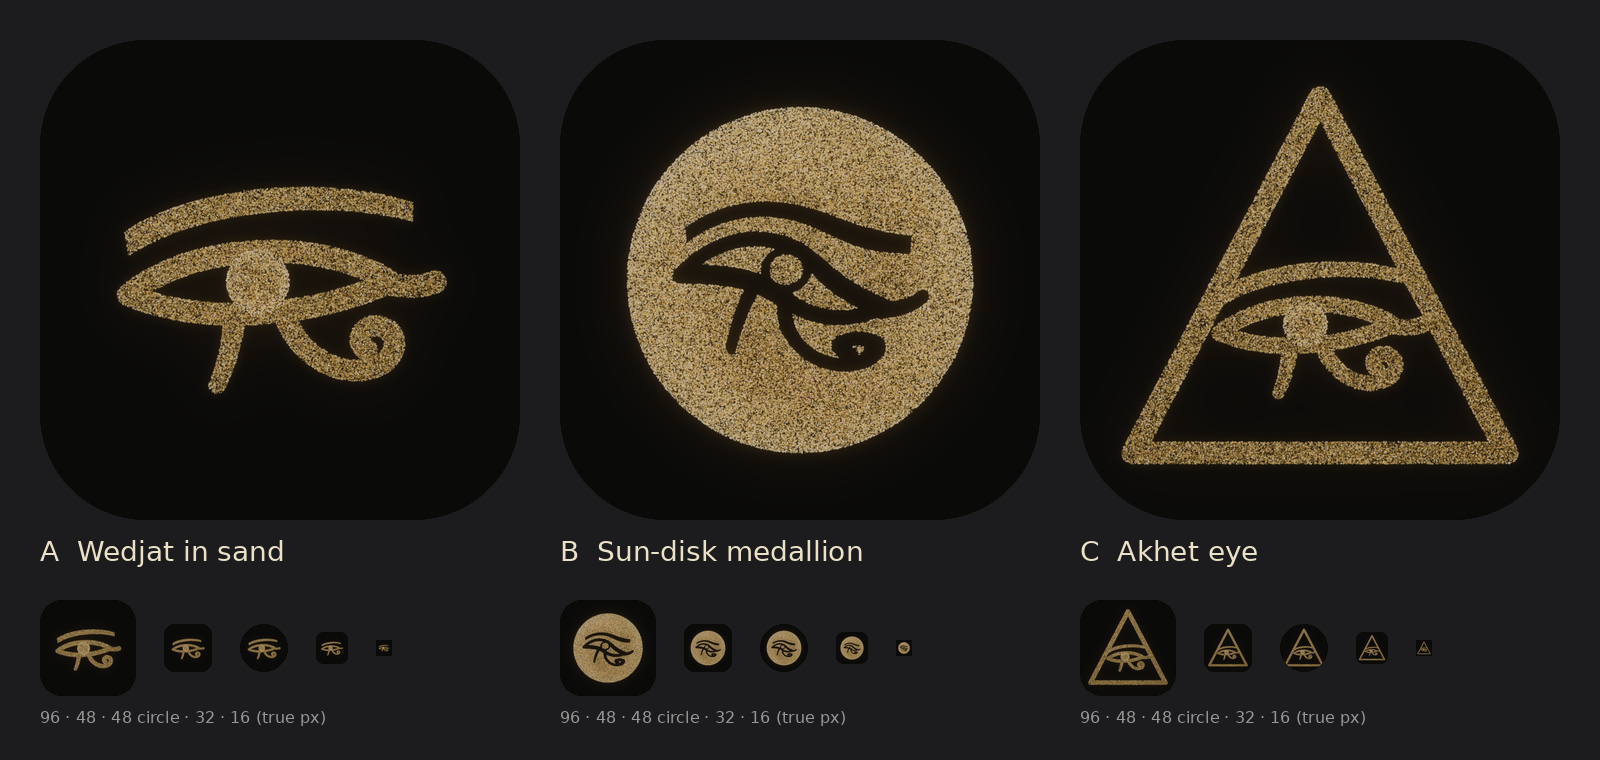 A Wedjat in sand
B Sun-disk medallion
C Akhet eye
96 · 48 · 48 circle · 32 · 16 (true px)
96 · 48 · 48 circle · 32 · 16 (true px)
96 · 48 · 48 circle · 32 · 16 (true px)